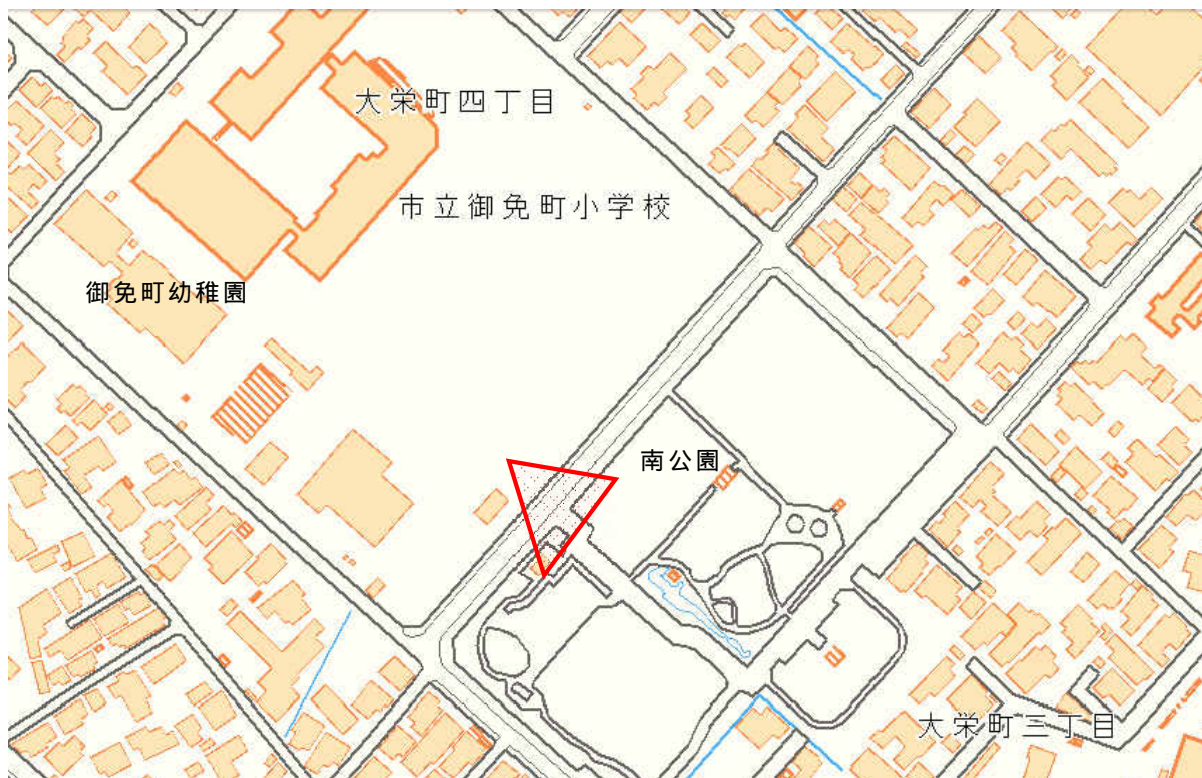 大栄町四丁目
市立御免町小学校
御免町幼稚園
南公園
大栄町三丁目